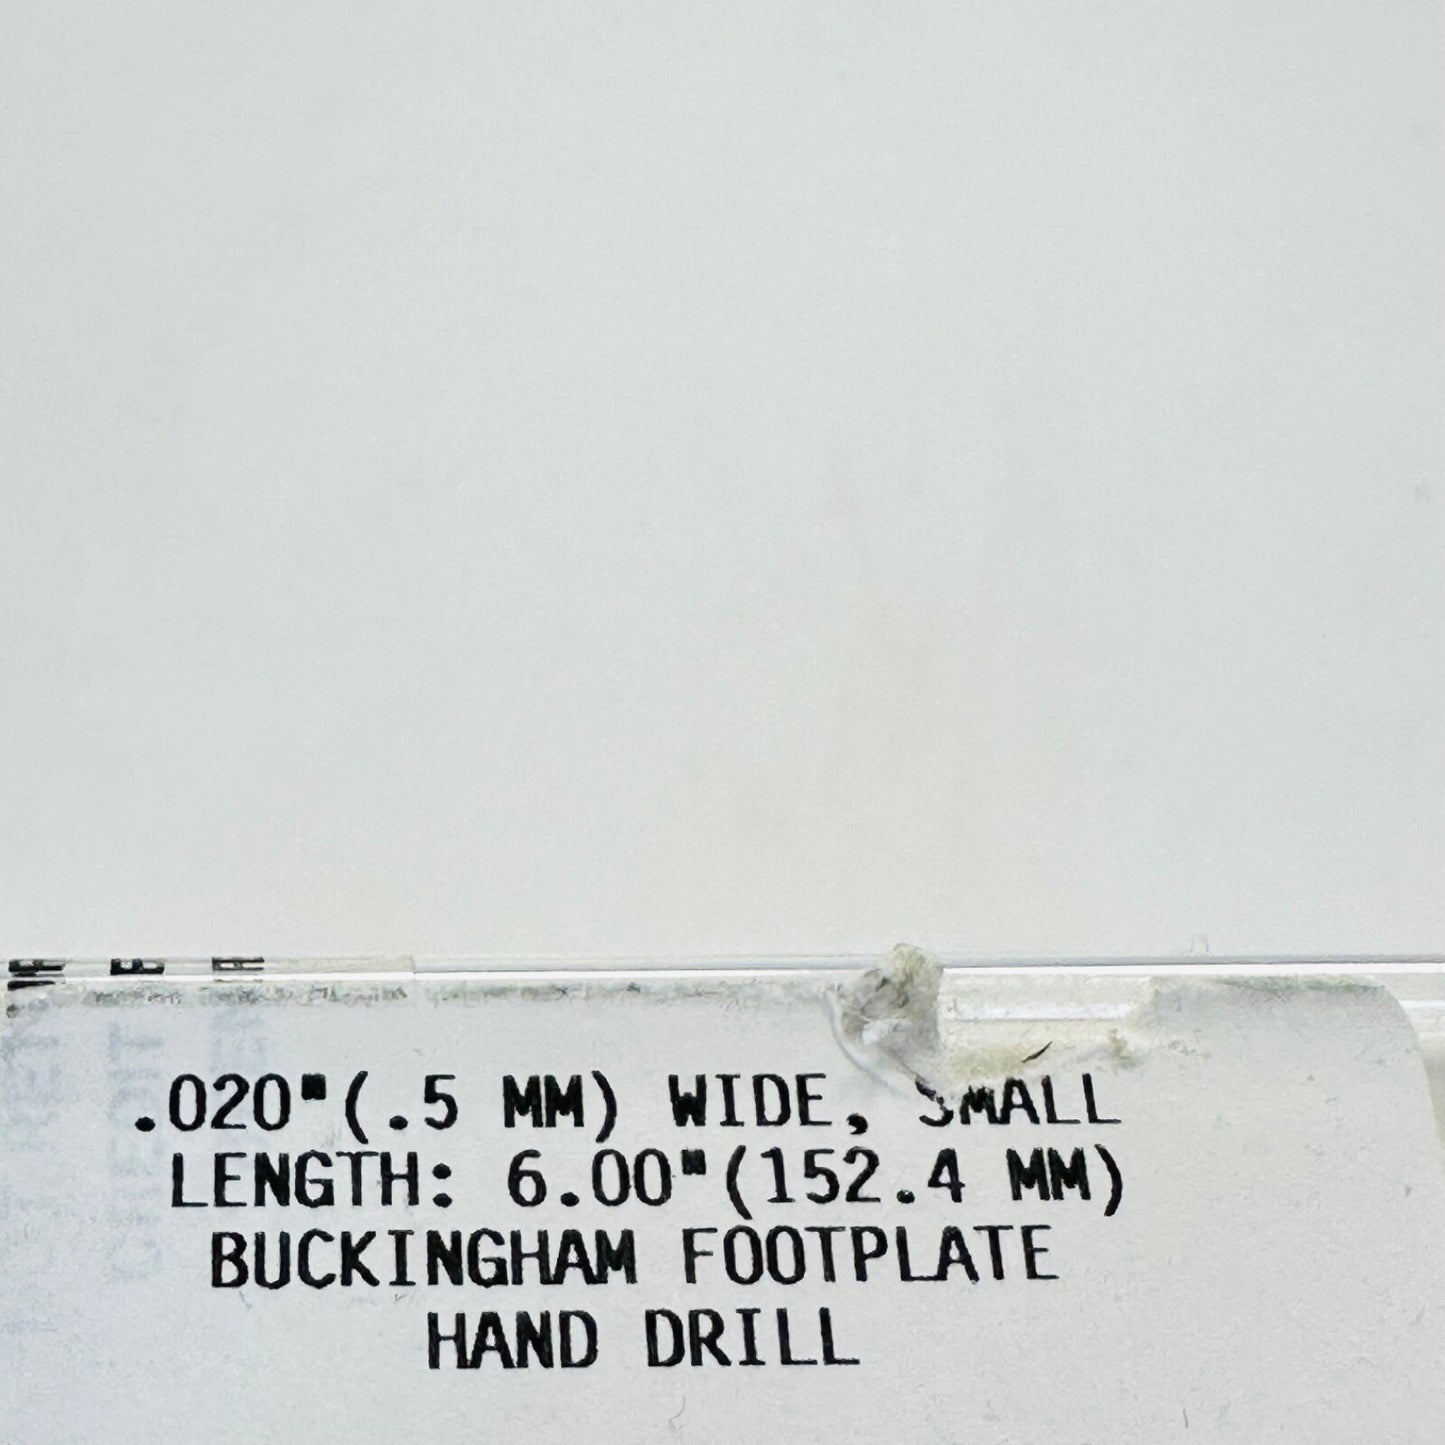 .020"(.5 MM) WIDE, SMALL
LENGTH: 6.00"(152.4 MM)
BUCKINGHAM FOOTPLATE
HAND DRILL